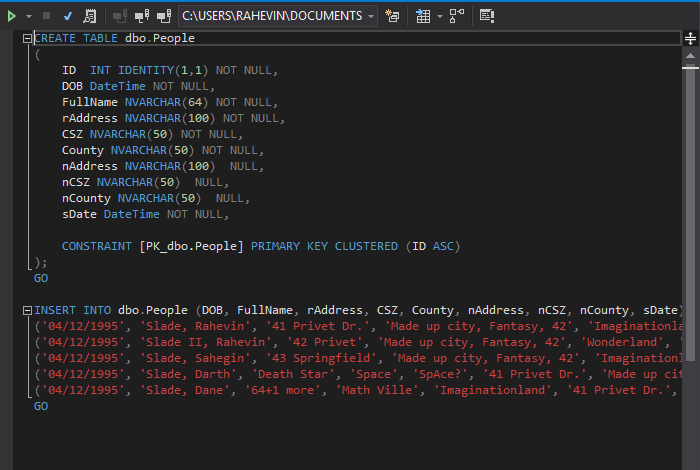 C:\USERS\RAHEVIN\DOCUMENTS
CREATE TABLE dbo.People
(
ID  INT IDENTITY(1,1) NOT NULL,
DOB DateTime NOT NULL,
FullName NVARCHAR(64) NOT NULL,
rAddress NVARCHAR(100) NOT NULL,
CSZ NVARCHAR(50) NOT NULL,
County NVARCHAR(50) NOT NULL,
nAddress NVARCHAR(100)  NULL,
nCSZ NVARCHAR(50)  NULL,
nCounty NVARCHAR(50)  NULL,
sDate DateTime NOT NULL,
CONSTRAINT [PK_dbo.People] PRIMARY KEY CLUSTERED (ID ASC)
);
GO
INSERT INTO dbo.People (DOB, FullName, rAddress, CSZ, County, nAddress, nCSZ, nCounty, sDate)
('04/12/1995', 'Slade, Rahevin', '41 Privet Dr.', 'Made up city, Fantasy, 42', 'Imaginationla
('04/12/1995', 'Slade II, Rahevin', '42 Privet', 'Made up city, Fantasy, 42', 'Wonderland', '
('04/12/1995', 'Slade, Sahegin', '43 Springfield', 'Made up city, Fantasy, 42', 'Imaginationl
('04/12/1995', 'Slade, Darth', 'Death Star', 'Space', 'SpAce?', '41 Privet Dr.', 'Made up cit
('04/12/1995', 'Slade, Dane', '64+1 more', 'Math Ville', 'Imaginationland', '41 Privet Dr.',
GO